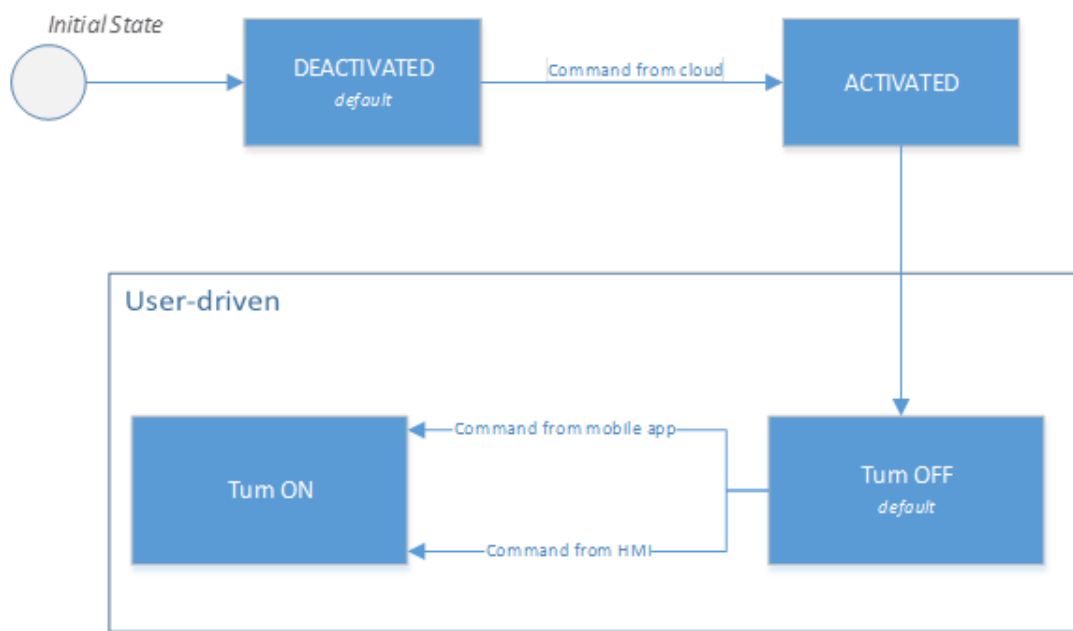 Initial State
DEACTIVATED
default
Command from cloud
ACTIVATED
User-driven
Command from mobile app
Turn ON
Turn OFF
default
Command from HMI